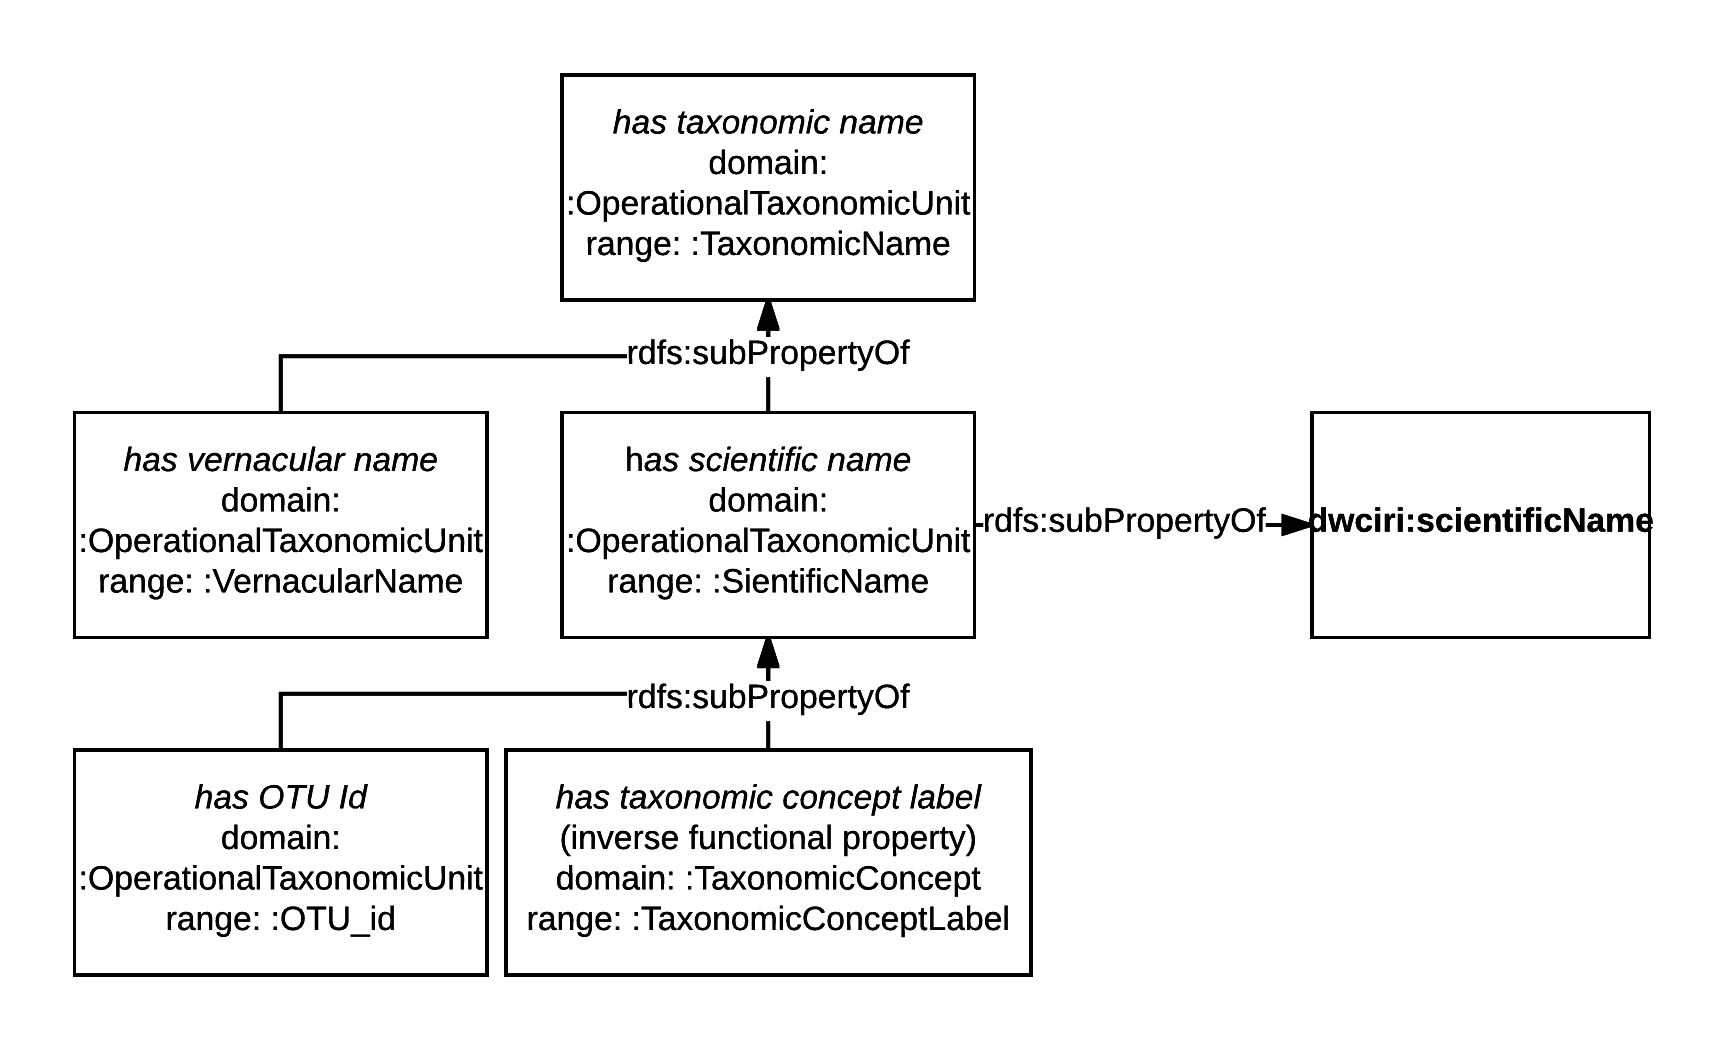 has taxonomic name
domain:
:OperationalTaxonomicUnit
range: :TaxonomicName
rdfs:subPropertyOf
has vernacular name
domain:
:OperationalTaxonomicUnit
range: :VernacularName
has scientific name
domain:
:OperationalTaxonomicUnit
range: :SientificName
rdfs:subPropertyOf
dwciri:scientificName
rdfs:subPropertyOf
has OTU Id
domain:
:OperationalTaxonomicUnit
range: :OTU_id
has taxonomic concept label
(inverse functional property)
domain: :TaxonomicConcept
range: :TaxonomicConceptLabel